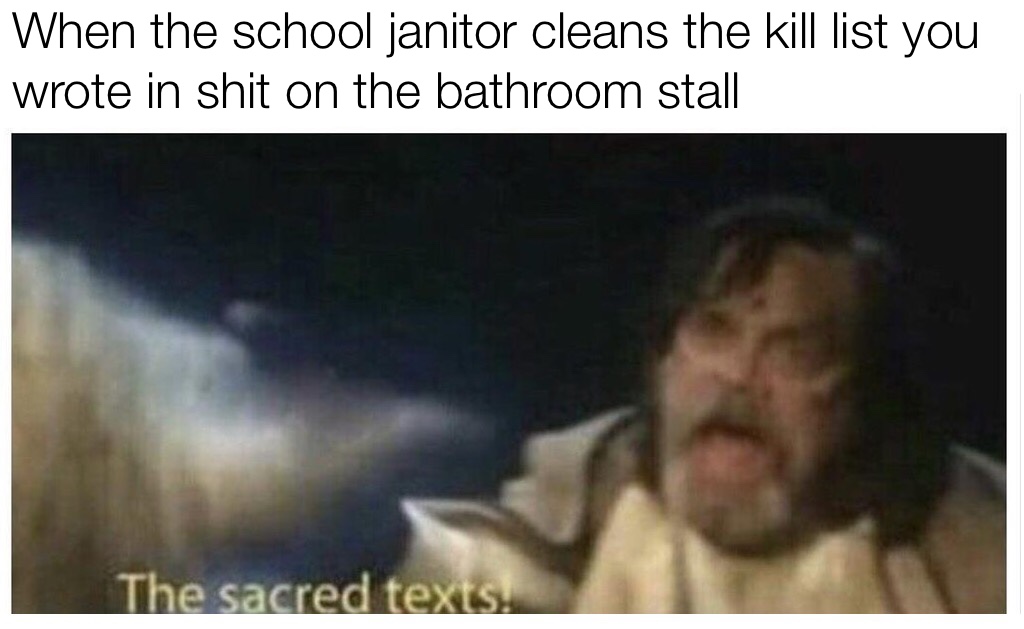 When the school janitor cleans the kill list you
wrote in shit on the bathroom stall
The sacred texts!